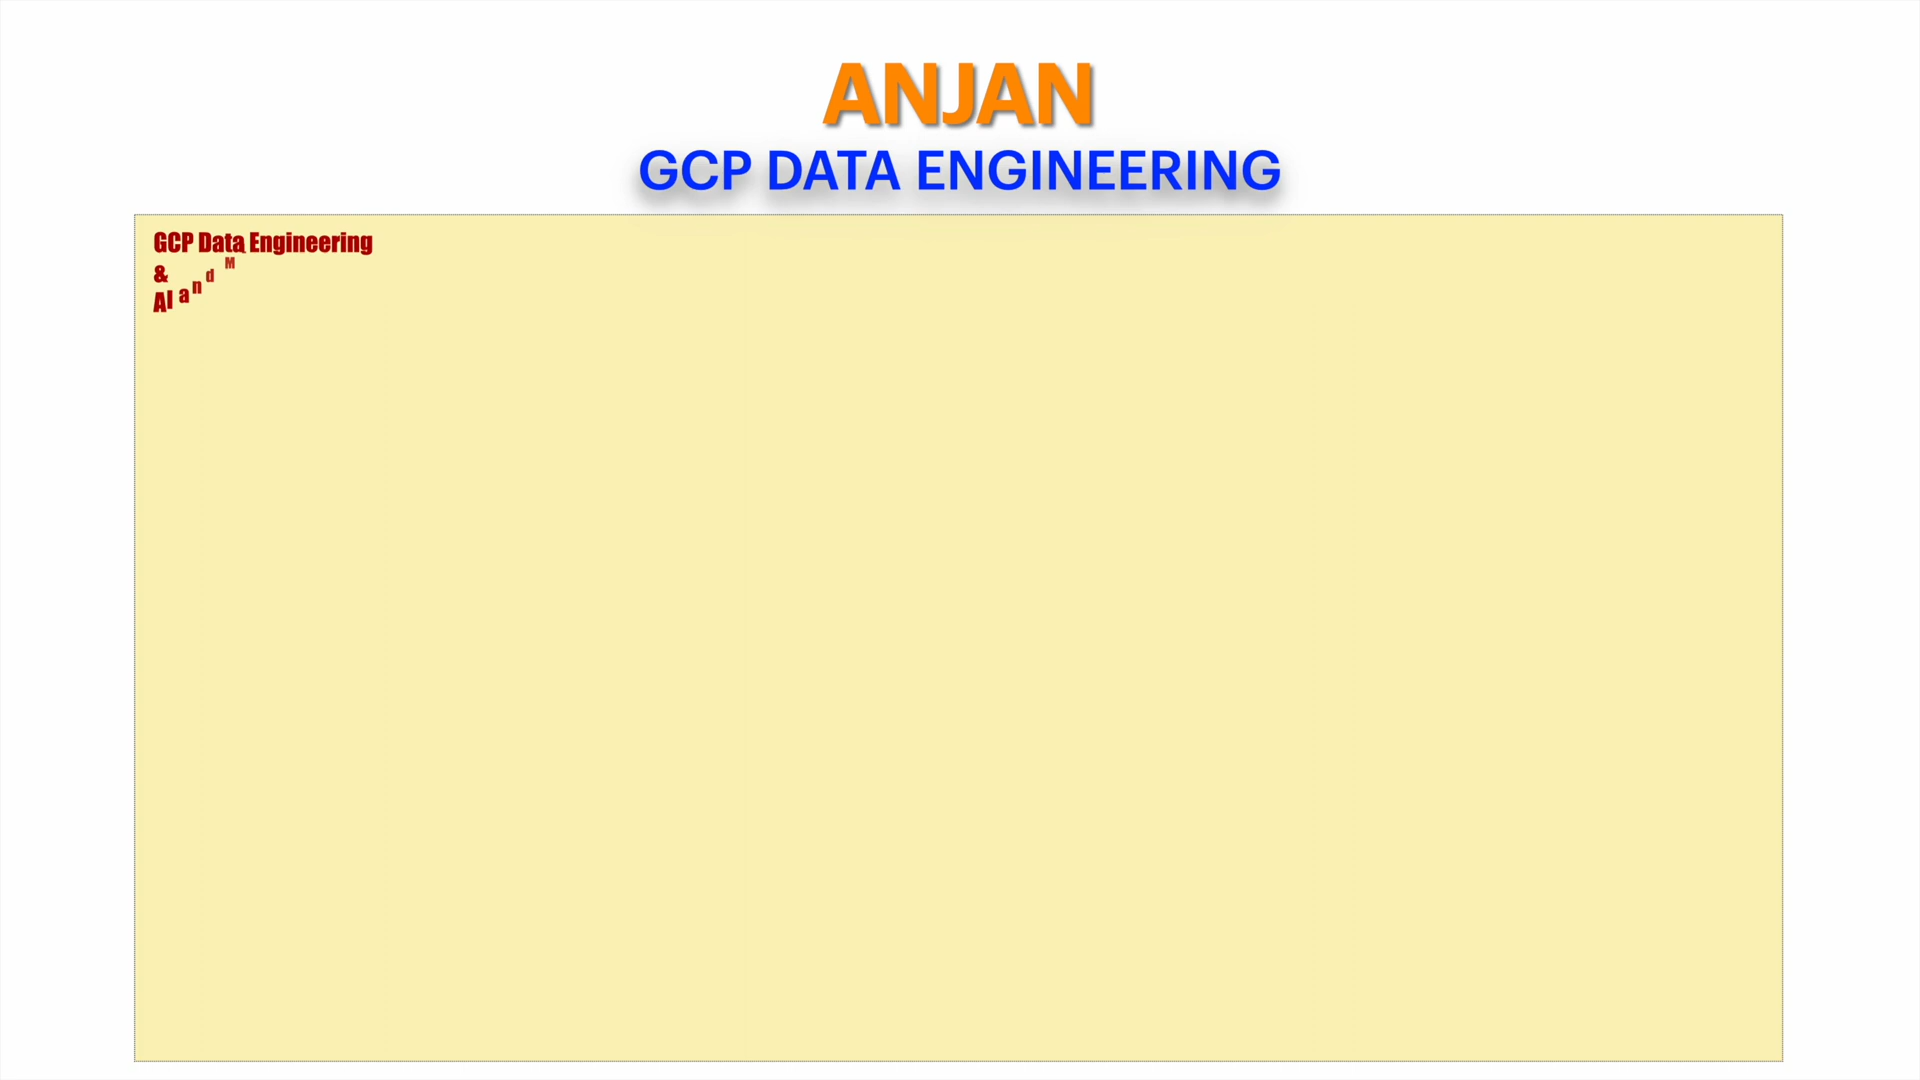 ANJAN
GCP DATA ENGINEERING
GCP Data Engineering
&
AI and M